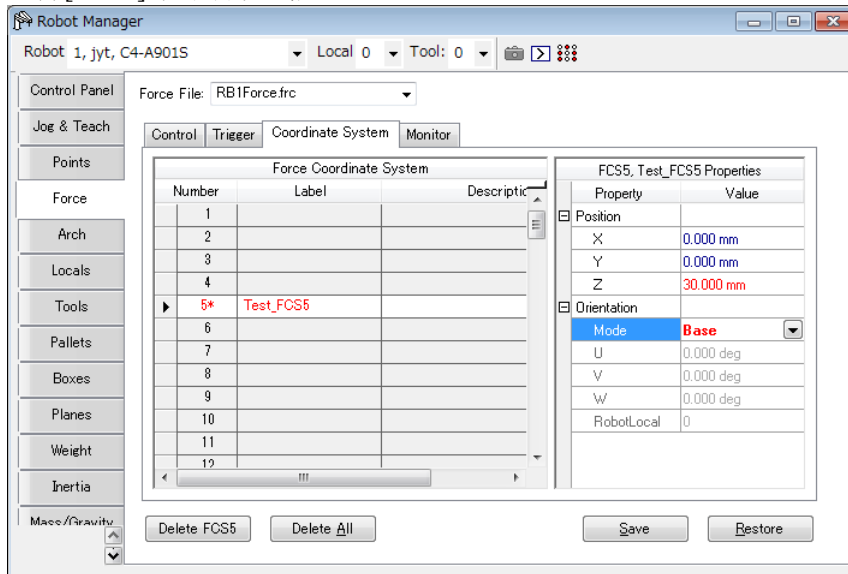 Robot Manager
Robot 1, jyt, C4-A901S Local 0 Tool: 0
Control Panel
Jog & Teach
Points
Force
Arch
Locals
Tools
Pallets
Boxes
Planes
Weight
Inertia
Mass/Gravity
Force File: RB1Force.frc
Control Trigger Coordinate System Monitor
Force Coordinate System
Number Label Descriptic
1
2
3
4
5* Test_FCS5
6
7
8
9
10
11
12
FCS5, Test_FCS5 Properties
Property Value
Position
X 0.000 mm
Y 0.000 mm
Z 30.000 mm
Orientation
Mode Base
U 0.000 deg
V 0.000 deg
W 0.000 deg
RobotLocal 0
Delete FCS5 Delete All Save Restore